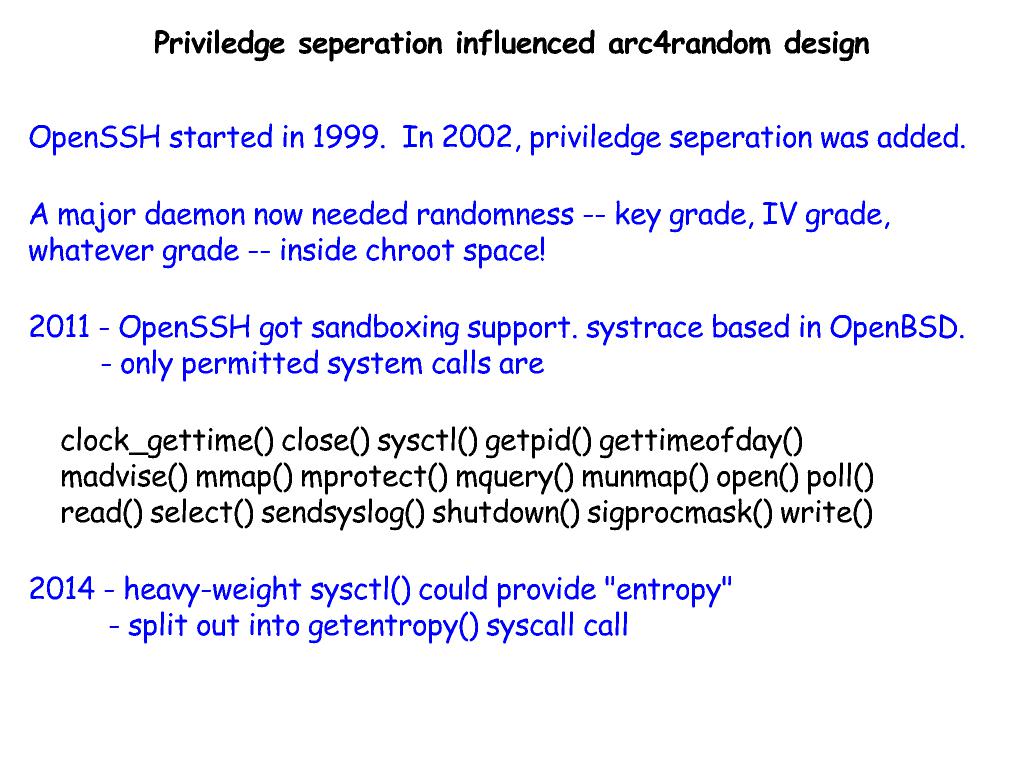 Priviledge seperation influenced arc4random design
OpenSSH started in 1999.  In 2002, priviledge seperation was added.
A major daemon now needed randomness -- key grade, IV grade,
whatever grade -- inside chroot space!
2011 - OpenSSH got sandboxing support. systrace based in OpenBSD.
- only permitted system calls are
clock_gettime() close() sysctl() getpid() gettimeofday()
madvise() mmap() mprotect() mquery() munmap() open() poll()
read() select() sendsyslog() shutdown() sigprocmask() write()
2014 - heavy-weight sysctl() could provide "entropy"
- split out into getentropy() syscall call